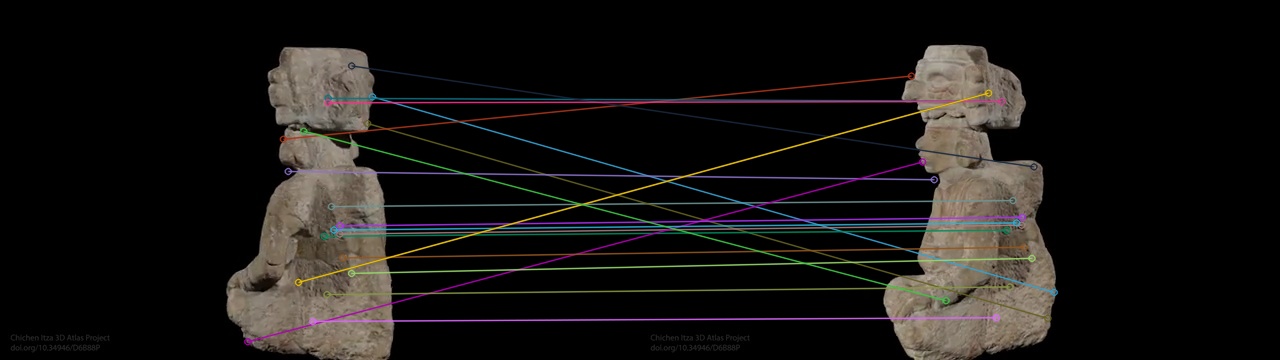 Chichen Itza 3D Atlas Project
doi.org/10.34946/D6B88P
Chichen Itza 3D Atlas Project
doi.org/10.34946/D6B88P